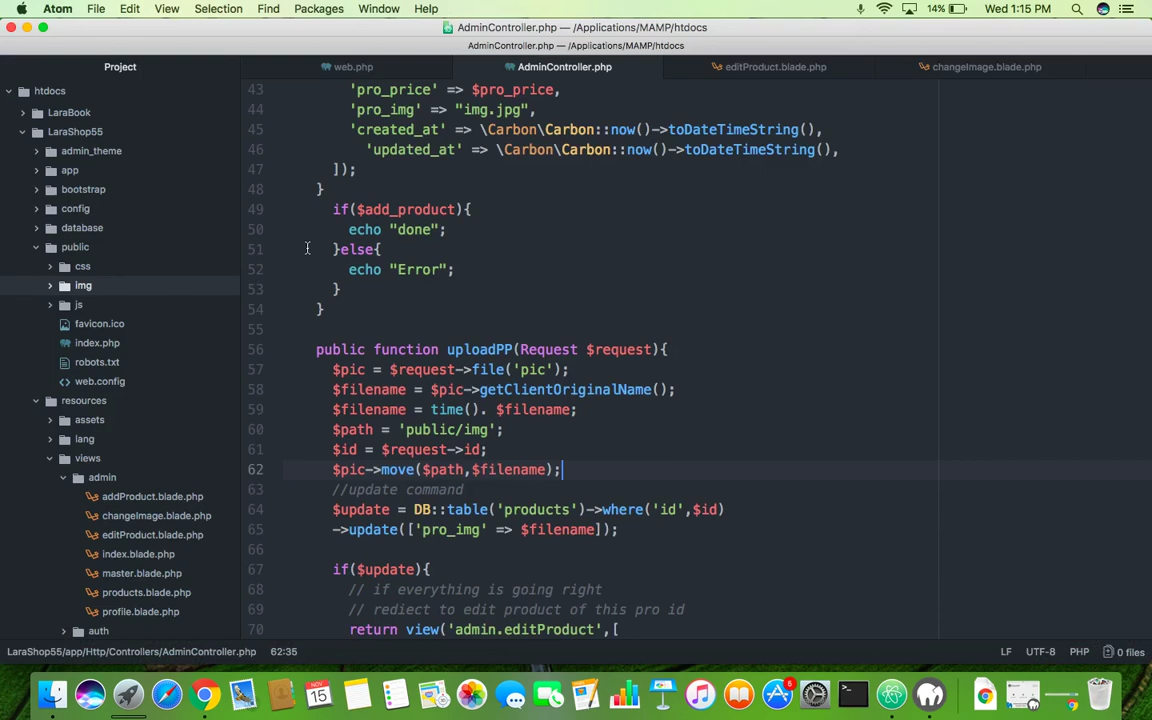 Atom File Edit View Selection Find Packages Window Help 14% Wed 1:15 PM
AdminController.php — /Applications/MAMP/htdocs
AdminController.php — /Applications/MAMP/htdocs
Project web.php AdminController.php editProduct.blade.php changeImage.blade.php
htdocs
LaraBook
LaraShop55
admin_theme
app
bootstrap
config
database
public
css
img
js
favicon.ico
index.php
robots.txt
web.config
resources
assets
lang
views
admin
addProduct.blade.php
changeImage.blade.php
editProduct.blade.php
index.blade.php
master.blade.php
products.blade.php
profile.blade.php
auth
43 'pro_price' => $pro_price,
44 'pro_img' => "img.jpg",
45 'created_at' => \Carbon\Carbon::now()->toDateTimeString(),
46 'updated_at' => \Carbon\Carbon::now()->toDateTimeString(),
47 ]);
48 }
49 if($add_product){
50 echo "done";
51 }else{
52 echo "Error";
53 }
54 }
55
56 public function uploadPP(Request $request){
57 $pic = $request->file('pic');
58 $filename = $pic->getClientOriginalName();
59 $filename = time(). $filename;
60 $path = 'public/img';
61 $id = $request->id;
62 $pic->move($path,$filename);
63 //update command
64 $update = DB::table('products')->where('id',$id)
65 ->update(['pro_img' => $filename]);
66
67 if($update){
68 // if everything is going right
69 // rediect to edit product of this pro id
70 return view('admin.editProduct',[
LaraShop55/app/Http/Controllers/AdminController.php 62:35 LF UTF-8 PHP 0 files
NOV
15
6